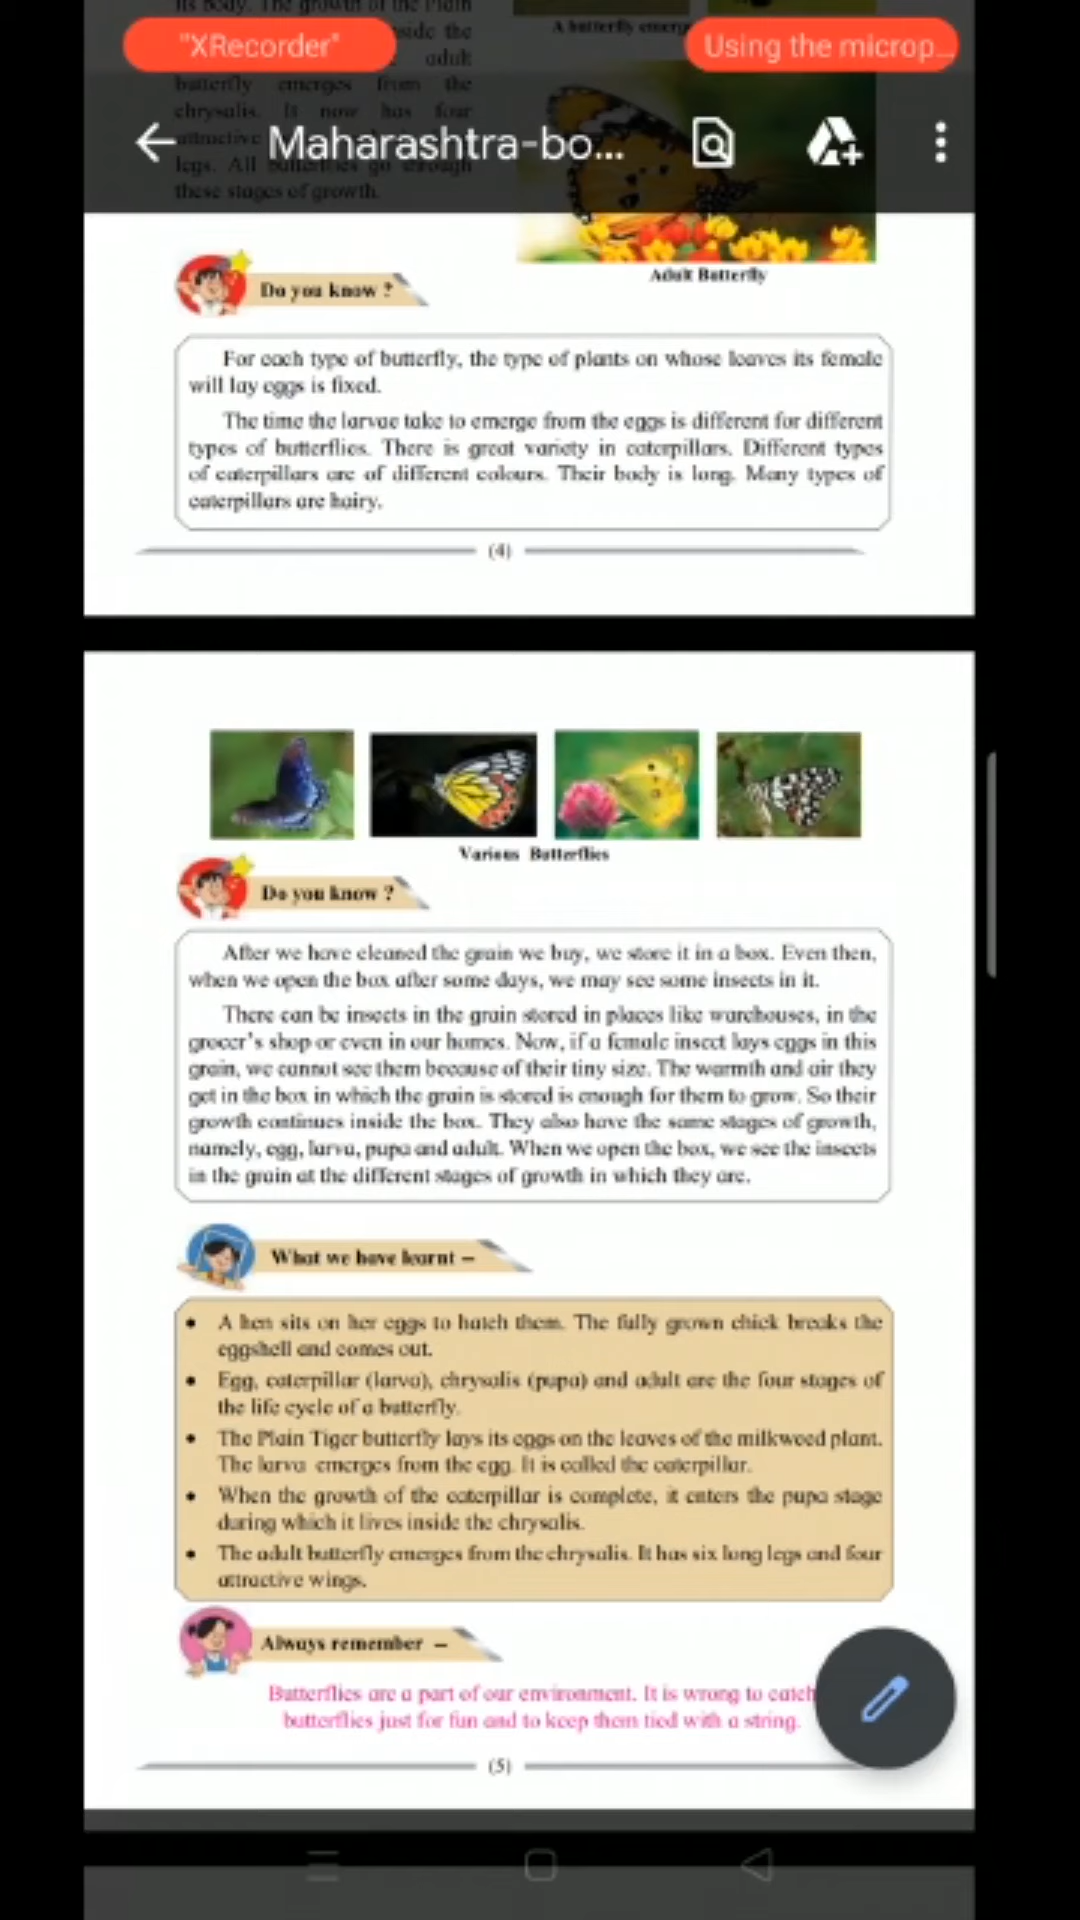 its body. The growth of the Plain
"XRecorder"
side the
A butterfly emerg
Using the microp...
adult
butterfly emerges from the
chrysalis. It now has four
attractive
Maharashtra-bo...
legs. All butterflies go through
these stages of growth.
Adult Butterfly
Do you know ?
For each type of butterfly, the type of plants on whose leaves its female
will lay eggs is fixed.
The time the larvae take to emerge from the eggs is different for different
types of butterflies. There is great variety in caterpillars. Different types
of caterpillars are of different colours. Their body is long. Many types of
caterpillars are hairy.
(4)
Various Butterflies
Do you know ?
After we have cleaned the grain we buy, we store it in a box. Even then,
when we open the box after some days, we may see some insects in it.
There can be insects in the grain stored in places like warehouses, in the
grocer's shop or even in our homes. Now, if a female insect lays eggs in this
grain, we cannot see them because of their tiny size. The warmth and air they
get in the box in which the grain is stored is enough for them to grow. So their
growth continues inside the box. They also have the same stages of growth,
namely, egg, larva, pupa and adult. When we open the box, we see the insects
in the grain at the different stages of growth in which they are.
What we have learnt –
• A hen sits on her eggs to hatch them. The fully grown chick breaks the
eggshell and comes out.
• Egg, caterpillar (larva), chrysalis (pupa) and adult are the four stages of
the life cycle of a butterfly.
• The Plain Tiger butterfly lays its eggs on the leaves of the milkweed plant.
The larva emerges from the egg. It is called the caterpillar.
• When the growth of the caterpillar is complete, it enters the pupa stage
during which it lives inside the chrysalis.
• The adult butterfly emerges from the chrysalis. It has six long legs and four
attractive wings.
Always remember –
Butterflies are a part of our environment. It is wrong to catch
butterflies just for fun and to keep them tied with a string.
(5)